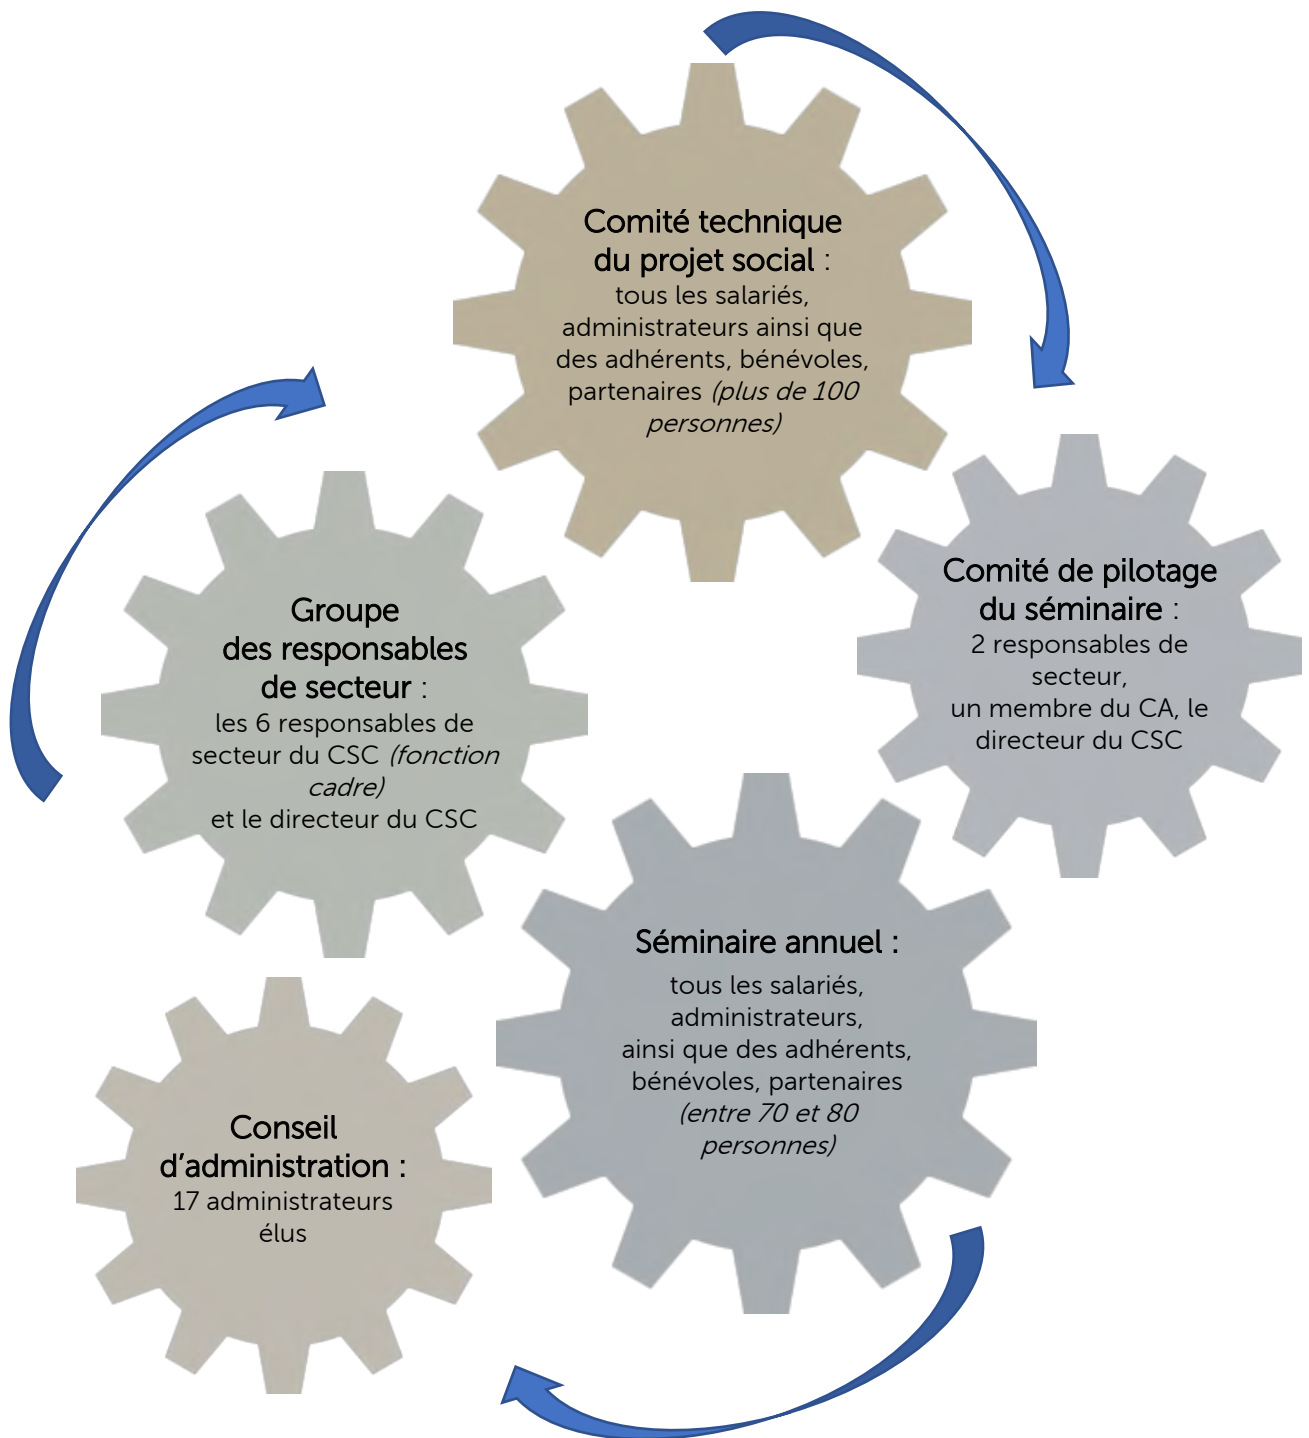 Comité technique
du projet social :
tous les salariés,
administrateurs ainsi que
des adhérents, bénévoles,
partenaires (plus de 100
personnes)
Comité de pilotage
du séminaire :
2 responsables de
secteur,
un membre du CA, le
directeur du CSC
Groupe
des responsables
de secteur :
les 6 responsables de
secteur du CSC (fonction
cadre)
et le directeur du CSC
Séminaire annuel :
tous les salariés,
administrateurs,
ainsi que des adhérents,
bénévoles, partenaires
(entre 70 et 80
personnes)
Conseil
d’administration :
17 administrateurs
élus